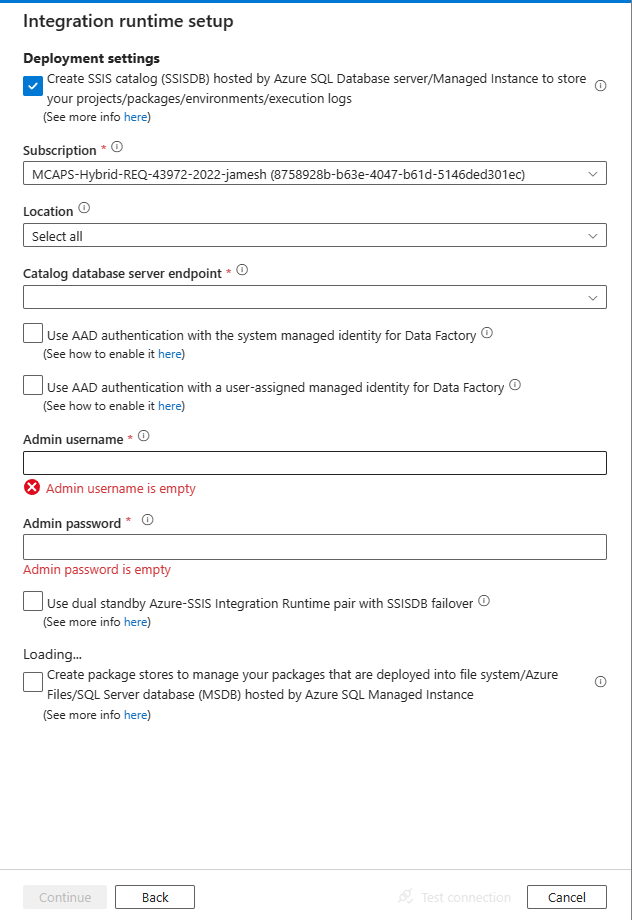 Integration runtime setup
Deployment settings
Create SSIS catalog (SSISDB) hosted by Azure SQL Database server/Managed Instance to store
your projects/packages/environments/execution logs
(See more info here)
Subscription *
MCAPS-Hybrid-REQ-43972-2022-jamesh (8758928b-b63e-4047-b61d-5146ded301ec)
Location
Select all
Catalog database server endpoint *
Use AAD authentication with the system managed identity for Data Factory
(See how to enable it here)
Use AAD authentication with a user-assigned managed identity for Data Factory
(See how to enable it here)
Admin username *
Admin username is empty
Admin password *
Admin password is empty
Use dual standby Azure-SSIS Integration Runtime pair with SSISDB failover
(See more info here)
Loading...
Create package stores to manage your packages that are deployed into file system/Azure
Files/SQL Server database (MSDB) hosted by Azure SQL Managed Instance
(See more info here)
Continue
Back
Test connection
Cancel